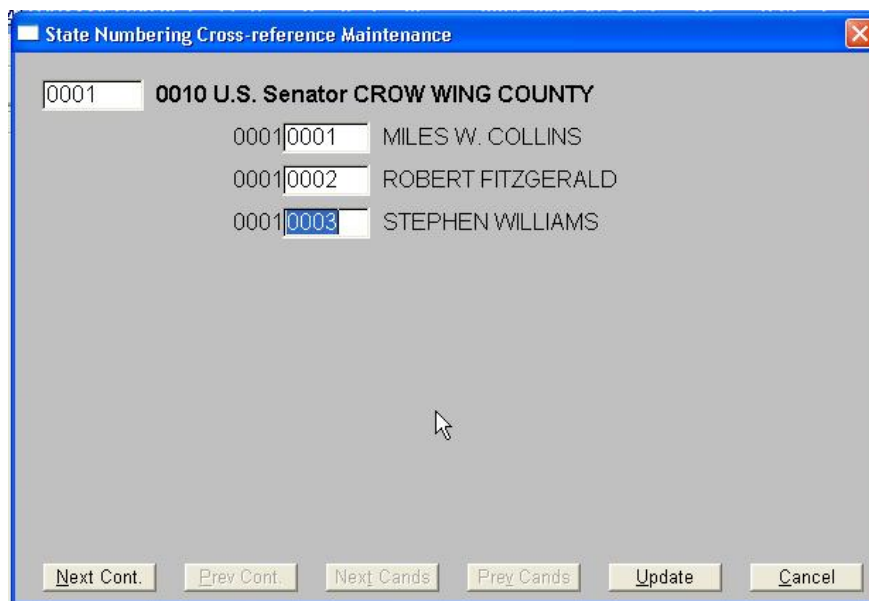 State Numbering Cross-reference Maintenance
0001 0010 U.S. Senator CROW WING COUNTY
0001 0001 MILES W. COLLINS
0001 0002 ROBERT FITZGERALD
0001 0003 STEPHEN WILLIAMS
Next Cont. Prev Cont. Next Cands Prev Cands Update Cancel